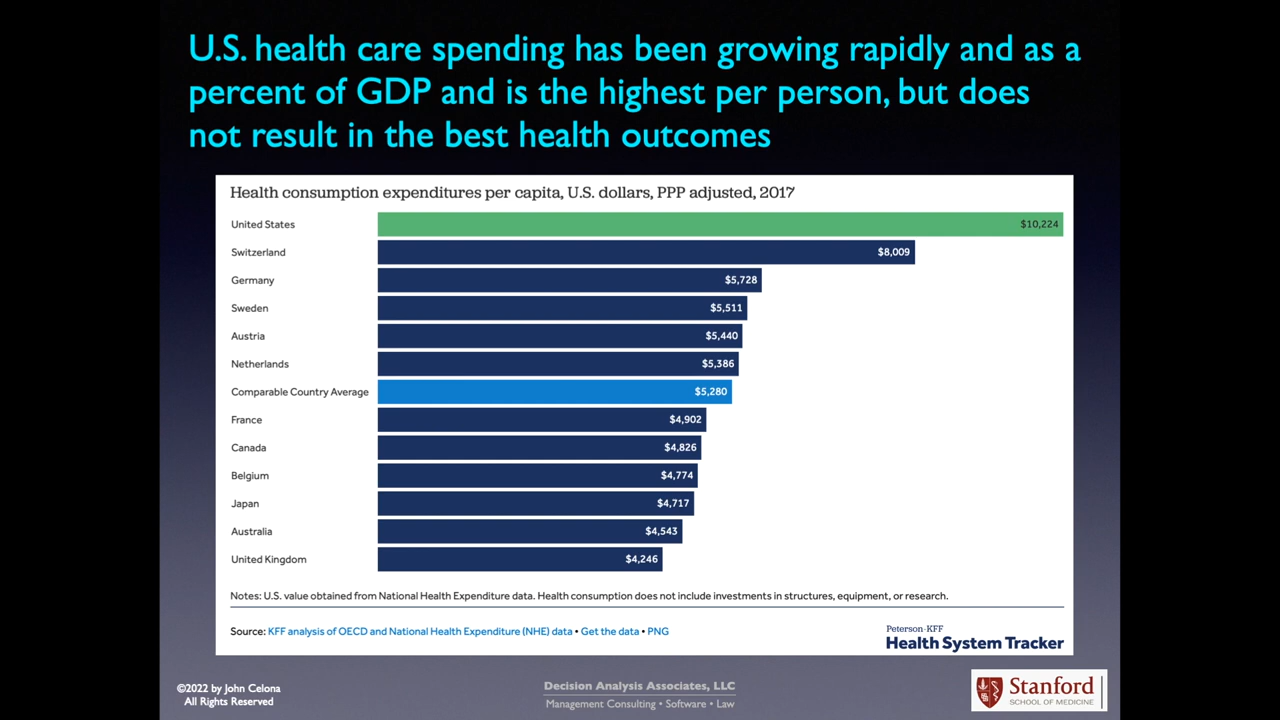 U.S. health care spending has been growing rapidly and as a
percent of GDP and is the highest per person, but does
not result in the best health outcomes
Health consumption expenditures per capita, U.S. dollars, PPP adjusted, 2017
United States $10,224
Switzerland $8,009
Germany $5,728
Sweden $5,511
Austria $5,440
Netherlands $5,386
Comparable Country Average $5,280
France $4,902
Canada $4,826
Belgium $4,774
Japan $4,717
Australia $4,543
United Kingdom $4,246
Notes: U.S. value obtained from National Health Expenditure data. Health consumption does not include investments in structures, equipment, or research.
Source: KFF analysis of OECD and National Health Expenditure (NHE) data • Get the data • PNG
Peterson-KFF
Health System Tracker
©2022 by John Celona
All Rights Reserved
Decision Analysis Associates, LLC
Management Consulting • Software • Law
Stanford
SCHOOL OF MEDICINE